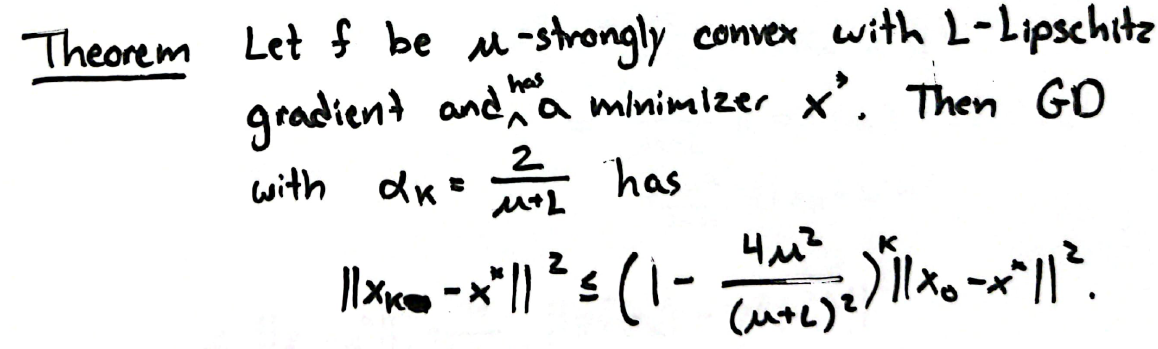 Theorem Let f be μ-strongly convex with L-Lipschitz
gradient and has a minimizer x*. Then GD
with α_k = 2/(μ+L) has
||x_k - x*||² ≤ (1 - 4μ²/(μ+L)²)^k ||x_0 - x*||².